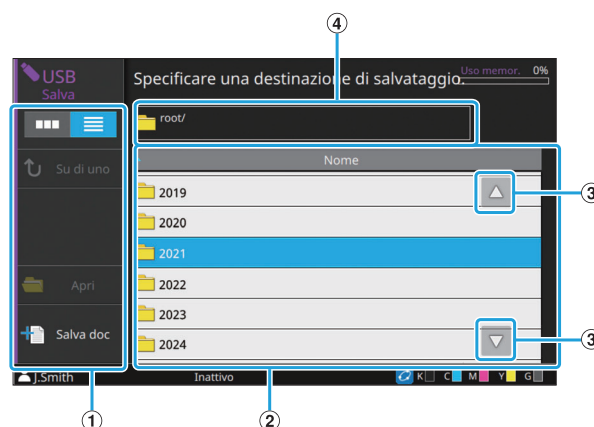 ④
USB
Salva
Specificare una destinazione di salvataggio.
Uso memor. 0%
root/
Nome
Su di uno
2019
③
2020
2021
Apri
2022
2023
Salva doc
2024
③
J.Smith
Inattivo
K C M Y G
①
②